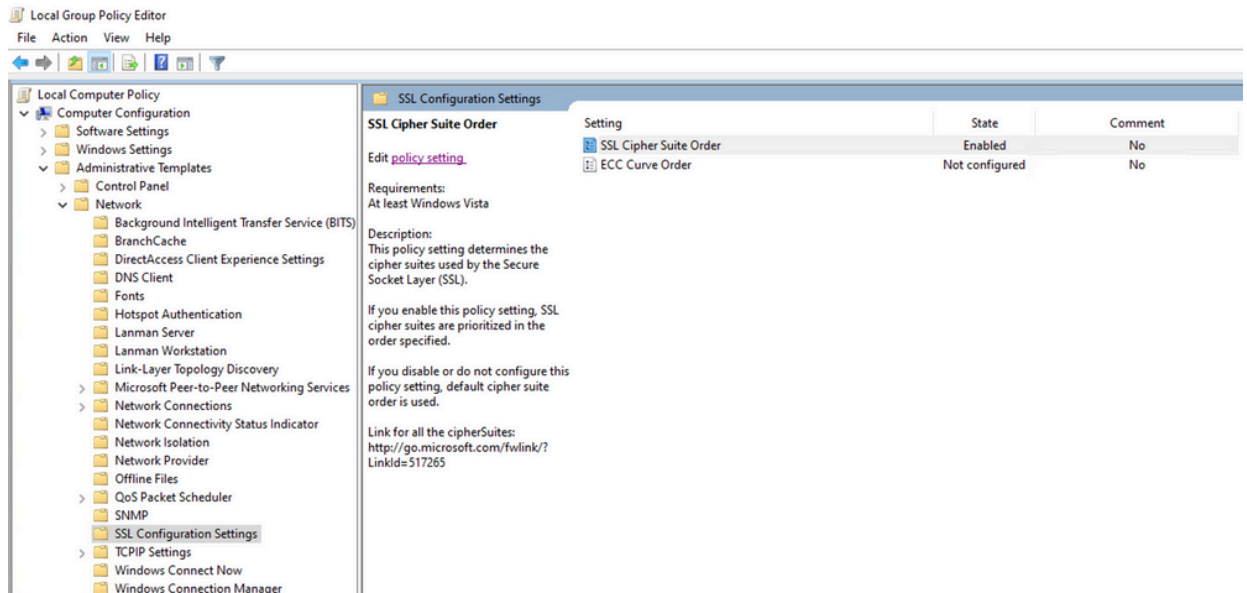 Local Group Policy Editor
File Action View Help
Local Computer Policy
Computer Configuration
Software Settings
Windows Settings
Administrative Templates
Control Panel
Network
Background Intelligent Transfer Service (BITS)
BranchCache
DirectAccess Client Experience Settings
DNS Client
Fonts
Hotspot Authentication
Lanman Server
Lanman Workstation
Link-Layer Topology Discovery
Microsoft Peer-to-Peer Networking Services
Network Connections
Network Connectivity Status Indicator
Network Isolation
Network Provider
Offline Files
QoS Packet Scheduler
SNMP
SSL Configuration Settings
TCPIP Settings
Windows Connect Now
Windows Connection Manager
SSL Configuration Settings
SSL Cipher Suite Order
Edit policy setting
Requirements:
At least Windows Vista
Description:
This policy setting determines the
cipher suites used by the Secure
Socket Layer (SSL).
If you enable this policy setting, SSL
cipher suites are prioritized in the
order specified.
If you disable or do not configure this
policy setting, default cipher suite
order is used.
Link for all the cipherSuites:
http://go.microsoft.com/fwlink/?
LinkId=517265
Setting State Comment
SSL Cipher Suite Order Enabled No
ECC Curve Order Not configured No